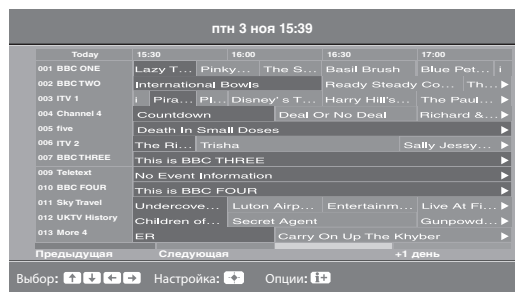 птн 3 ноя 15:39
Today 15:30 16:00 16:30 17:00
001 BBC ONE Lazy T... Pinky... The S... Basil Brush Blue Pet... i
002 BBC TWO International Bowls Ready Steady Co... Th...
003 ITV 1 i Pira... Pl... Disney's T... Harry Hill's... The Paul...
004 Channel 4 Countdown Deal Or No Deal Richard &...
005 five Death In Small Doses
006 ITV 2 The Ri... Trisha Sally Jessy...
007 BBC THREE This is BBC THREE
009 Teletext No Event Information
010 BBC FOUR This is BBC FOUR
011 Sky Travel Undercove... Luton Airp... Entertainm... Live At Fi...
012 UKTV History Children of... Secret Agent Gunpowd...
013 More 4 ER Carry On Up The Khyber
Предыдущая Следующая +1 день
Выбор: Настройка: Опции: i+